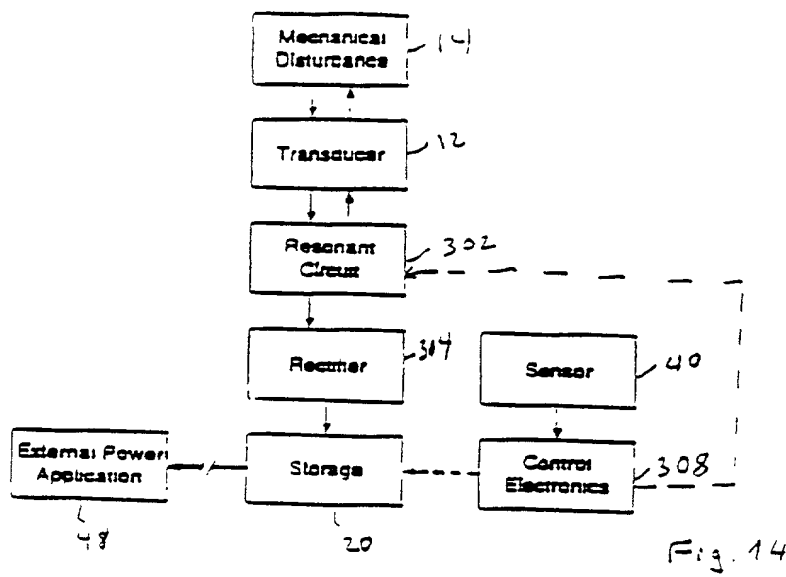 Mechanical
Disturbance
14
Transducer
12
Resonant
Circuit
302
Rectifier
304
Sensor
40
External Power
Application
48
Storage
20
Control
Electronics
308
Fig. 14